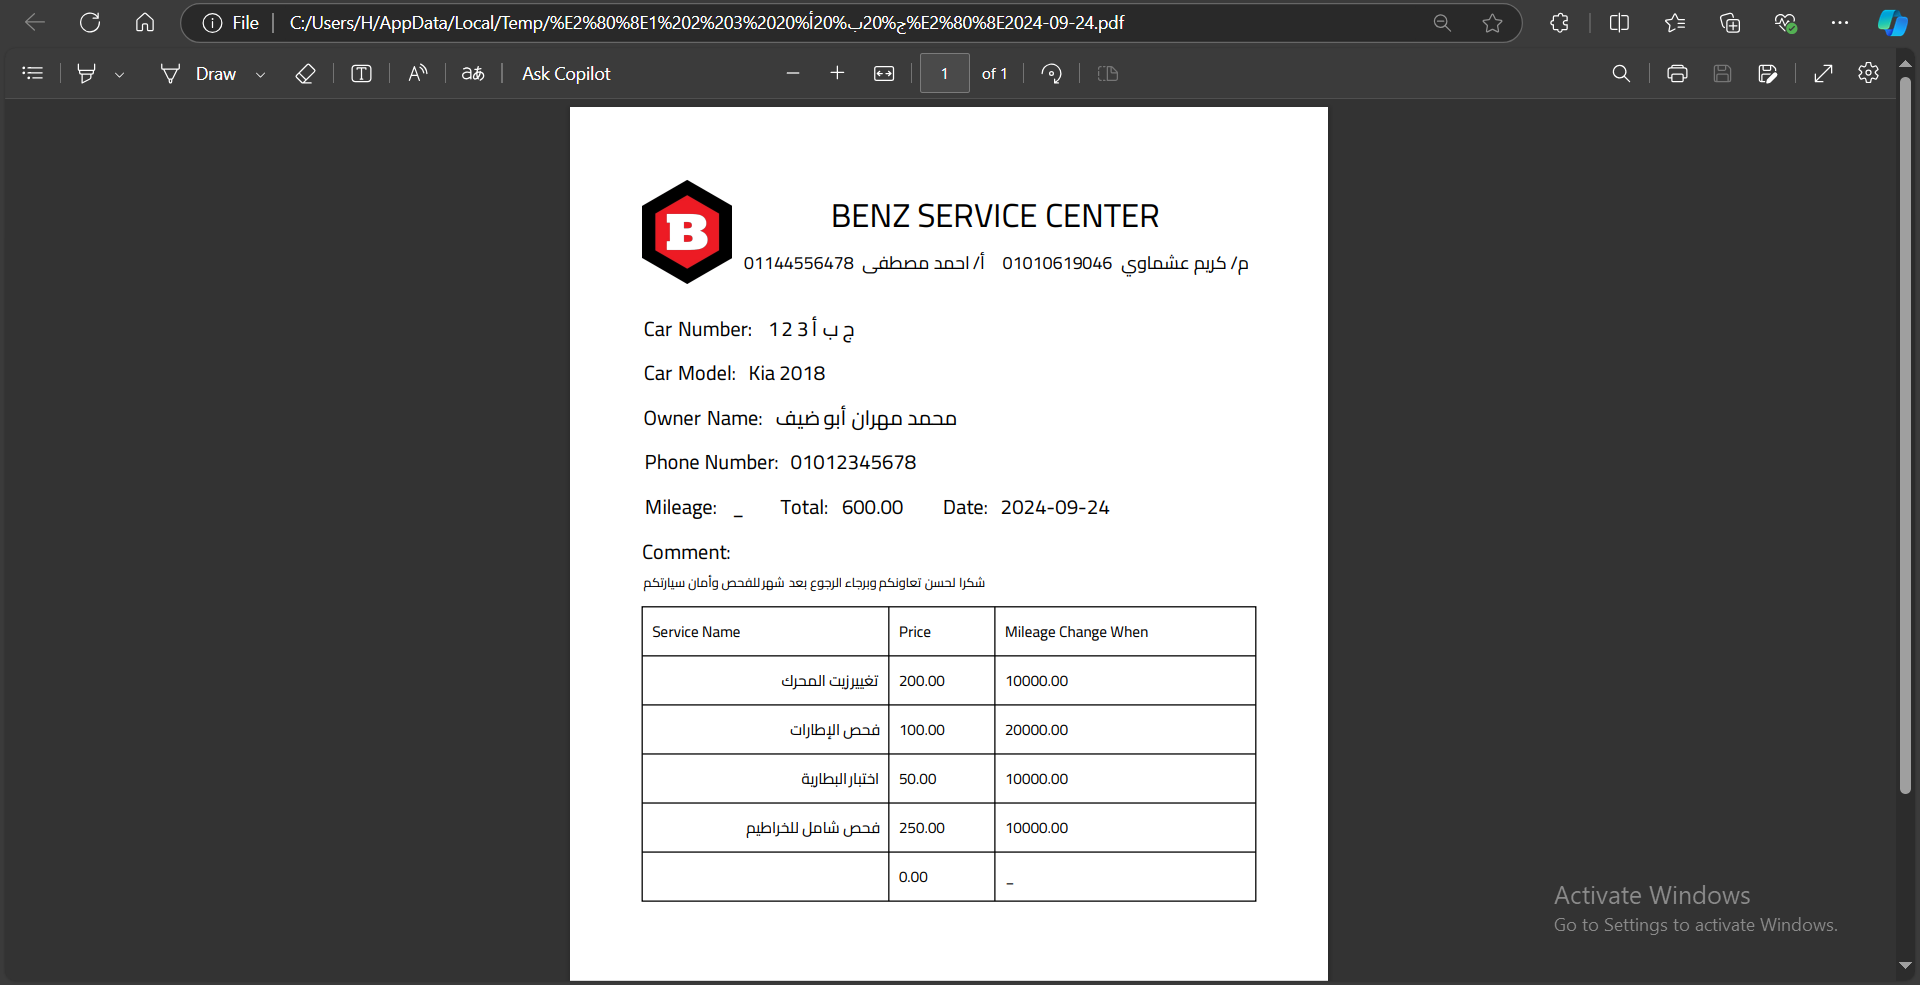 File
C:/Users/H/AppData/Local/Temp/%E2%80%8E1%202%203%2020%أ%20ب%20ج%E2%80%8E2024-09-24.pdf
Draw
Ask Copilot
1 of 1
B
BENZ SERVICE CENTER
م/ كريم عشماوي 01010619046 أ/ احمد مصطفى 01144556478
Car Number: 1 2 3 ج ب أ
Car Model: Kia 2018
Owner Name: محمد مهران أبو ضيف
Phone Number: 01012345678
Mileage: _ Total: 600.00 Date: 2024-09-24
Comment:
شكرا لحسن تعاونكم وبرجاء الرجوع بعد شهر للفحص وأمان سيارتكم
Service Name Price Mileage Change When
تغيير زيت المحرك 200.00 10000.00
فحص الإطارات 100.00 20000.00
اختبار البطارية 50.00 10000.00
فحص شامل للخراطيم 250.00 10000.00
0.00 _
Activate Windows
Go to Settings to activate Windows.